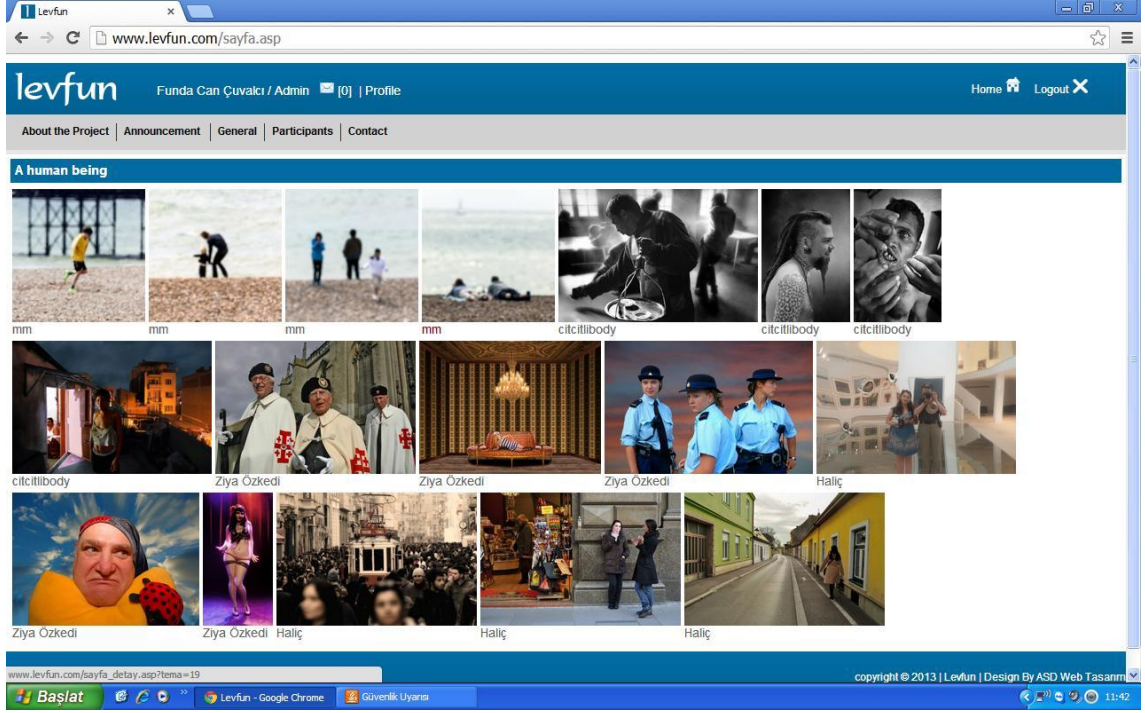 Levfun
www.levfun.com/sayfa.asp
levfun
Funda Can Çuvalcı / Admin [0] | Profile
Home Logout
About the Project | Announcement | General | Participants | Contact
A human being
mm mm mm mm citcitlibody citcitlibody citcitlibody
citcitlibody Ziya Özkedi Ziya Özkedi Ziya Özkedi Haliç
Ziya Özkedi Ziya Özkedi Haliç Haliç Haliç
www.levfun.com/sayfa_detay.asp?tema=19
copyright © 2013 | Levfun | Design By ASD Web Tasarım
Başlat Levfun - Google Chrome Güvenlik Uyarısı 11:42